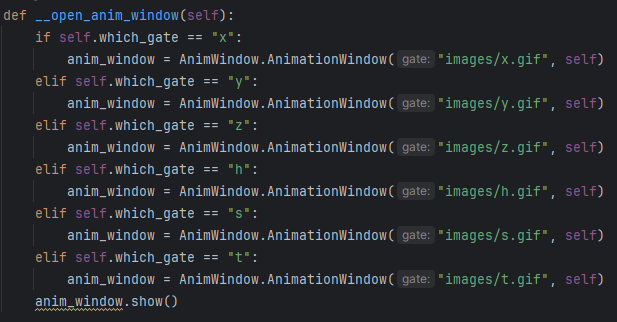 def __open_anim_window(self):
    if self.which_gate == "x":
        anim_window = AnimWindow.AnimationWindow( gate: "images/x.gif", self)
    elif self.which_gate == "y":
        anim_window = AnimWindow.AnimationWindow( gate: "images/y.gif", self)
    elif self.which_gate == "z":
        anim_window = AnimWindow.AnimationWindow( gate: "images/z.gif", self)
    elif self.which_gate == "h":
        anim_window = AnimWindow.AnimationWindow( gate: "images/h.gif", self)
    elif self.which_gate == "s":
        anim_window = AnimWindow.AnimationWindow( gate: "images/s.gif", self)
    elif self.which_gate == "t":
        anim_window = AnimWindow.AnimationWindow( gate: "images/t.gif", self)
    anim_window.show()